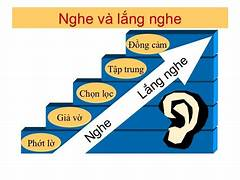 Nghe và lắng nghe
Đồng cảm
Tập trung
Chọn lọc
Giả vờ
Phớt lờ
Nghe
Lắng nghe